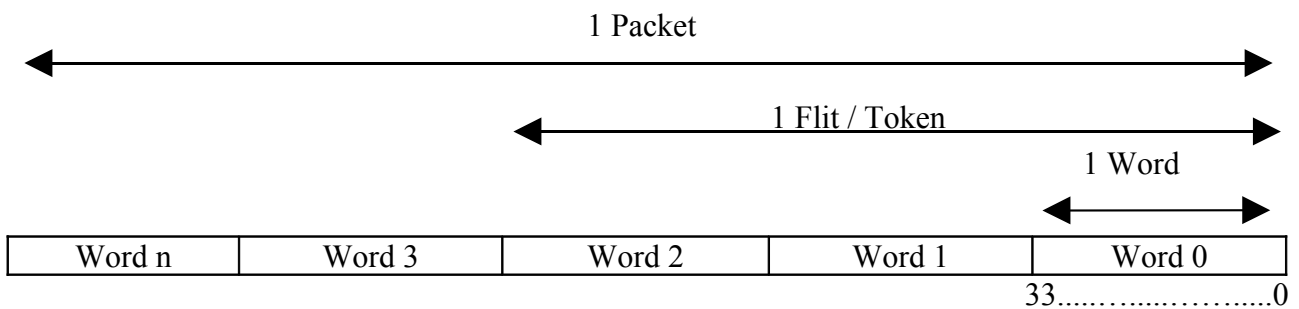 1 Packet
1 Flit / Token
1 Word
Word n Word 3 Word 2 Word 1 Word 0
33.....…....……....0